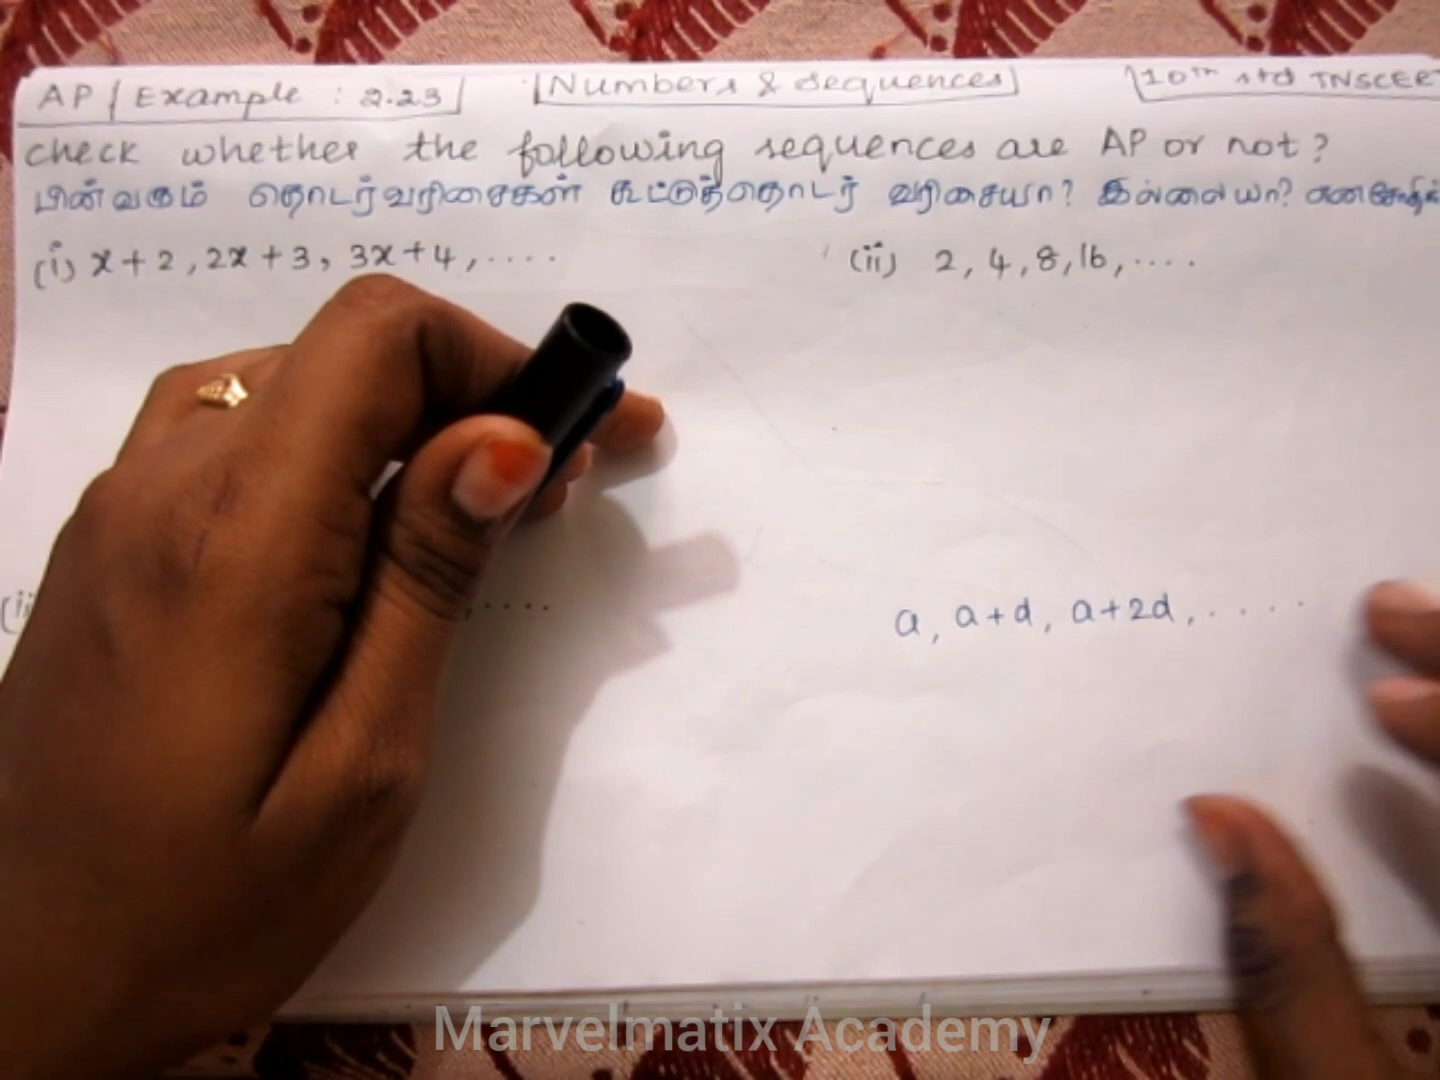 AP | Example : 2.23 | Numbers & sequences | 10th std TNSCER
check whether the following sequences are AP or not?
பின்வரும் தொடர்வரிசைகள் கூட்டுத்தொடர் வரிசையா? இல்லையா?
(i) x+2, 2x+3, 3x+4, ....
(ii) 2, 4, 8, 16, ....
, ....
a, a+d, a+2d, ....
Marvelmatix Academy